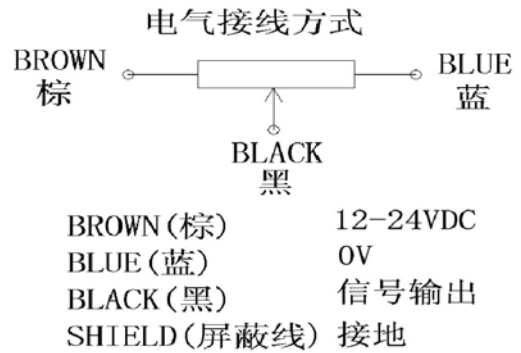 电气接线方式
BROWN
棕
BLUE
蓝
BLACK
黑
BROWN(棕) 12-24VDC
BLUE(蓝) 0V
BLACK(黑) 信号输出
SHIELD(屏蔽线) 接地